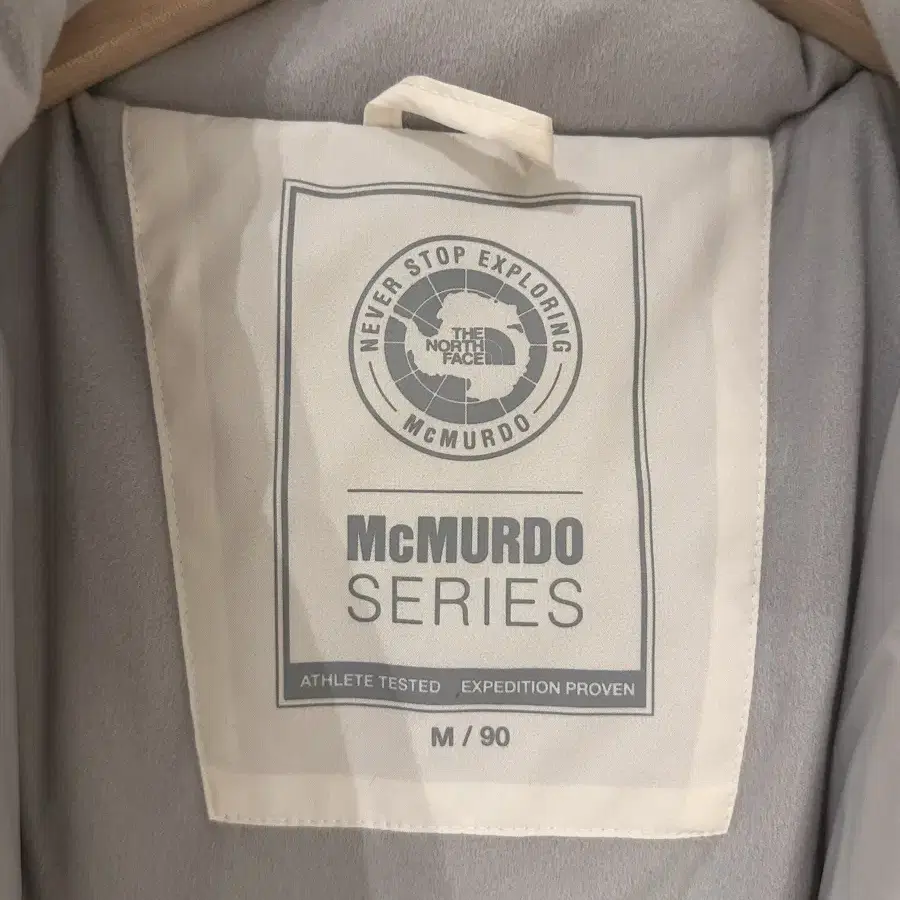 NEVER STOP EXPLORING
THE
NORTH
FACE
McMURDO
McMURDO
SERIES
ATHLETE TESTED EXPEDITION PROVEN
M / 90